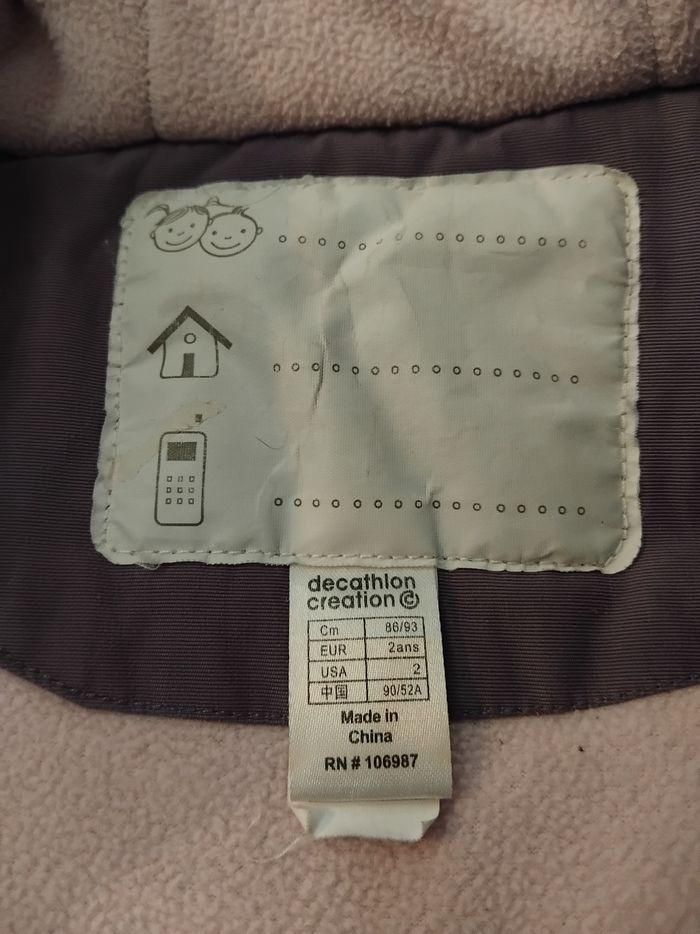 decathlon
creation ©
Cm 86/93
EUR 2ans
USA 2
中国 90/52A
Made in
China
RN # 106987